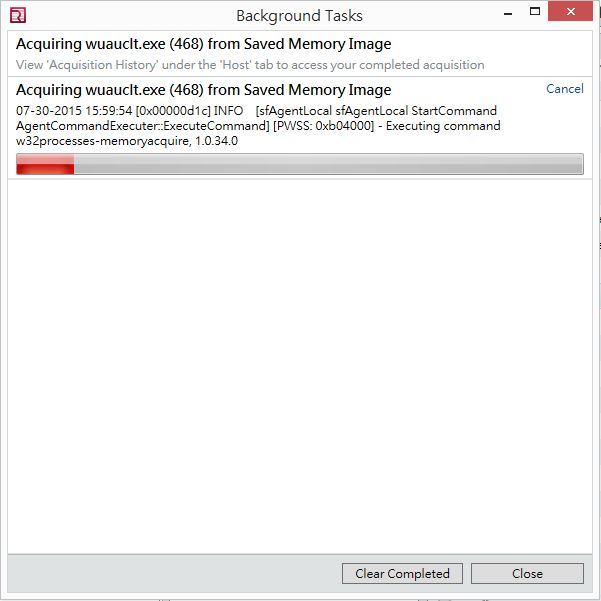 Background Tasks
Acquiring wuauclt.exe (468) from Saved Memory Image
View 'Acquisition History' under the 'Host' tab to access your completed acquisition
Acquiring wuauclt.exe (468) from Saved Memory Image
Cancel
07-30-2015 15:59:54 [0x00000d1c] INFO    [sfAgentLocal sfAgentLocal StartCommand
AgentCommandExecuter::ExecuteCommand] [PWSS: 0xb04000] - Executing command
w32processes-memoryacquire, 1.0.34.0
Clear Completed
Close